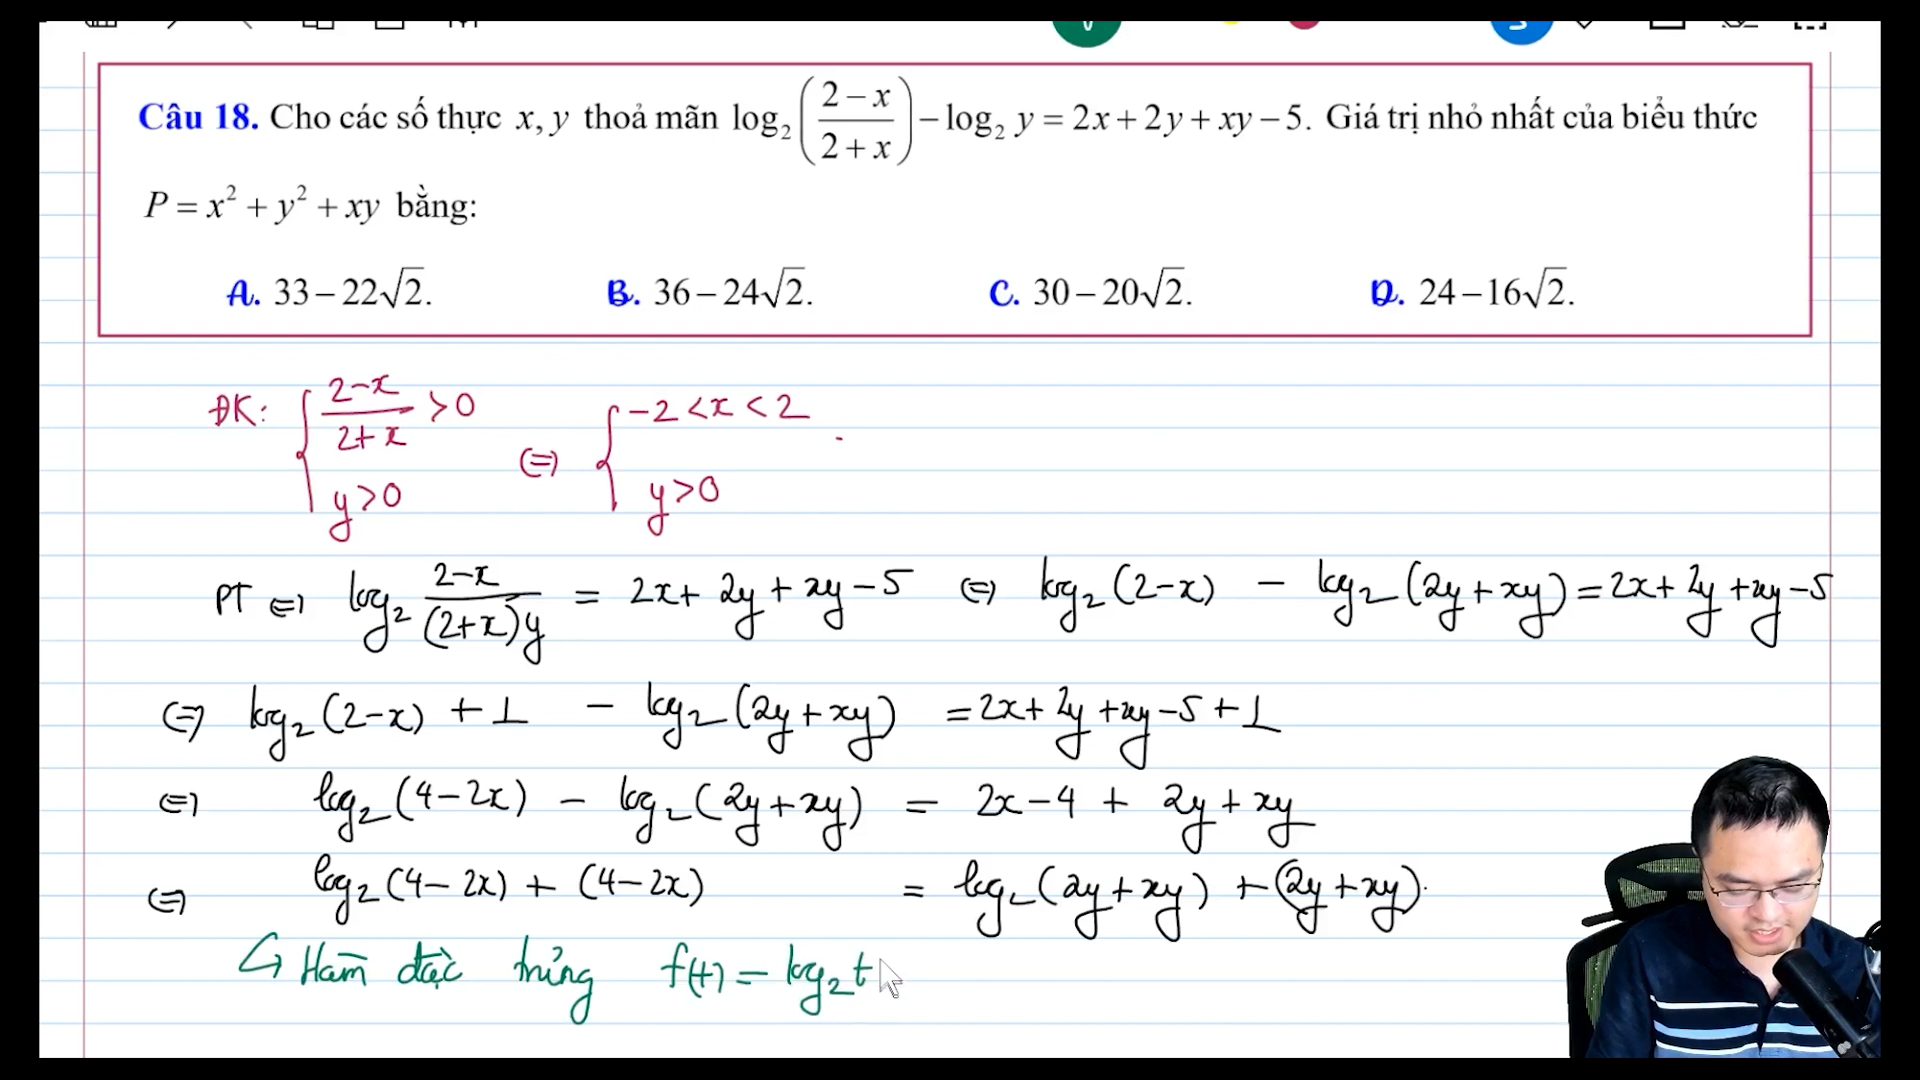 Câu 18. Cho các số thực x, y thoả mãn log₂((2−x)/(2+x)) − log₂ y = 2x + 2y + xy − 5. Giá trị nhỏ nhất của biểu thức
P = x² + y² + xy bằng:
A. 33 − 22√2. B. 36 − 24√2. C. 30 − 20√2. D. 24 − 16√2.
ĐK: { (2−x)/(2+x) > 0 ; y > 0 ⇔ { −2 < x < 2 ; y > 0
PT ⇔ log₂ (2−x)/((2+x)y) = 2x + 2y + xy − 5 ⇔ log₂(2−x) − log₂(2y+xy) = 2x + 2y + xy − 5
⇔ log₂(2−x) + 1 − log₂(2y+xy) = 2x + 2y + xy − 5 + 1
⇔ log₂(4−2x) − log₂(2y+xy) = 2x − 4 + 2y + xy
⇔ log₂(4−2x) + (4−2x) = log₂(2y+xy) + (2y+xy).
↳ Hàm đặc trưng f(t) = log₂t